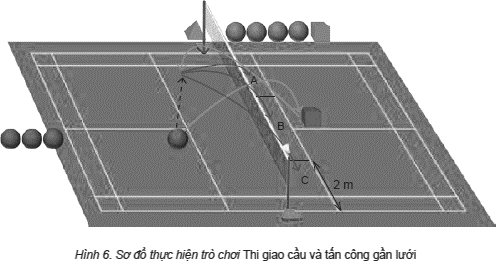 A
B
C
2 m
Hình 6. Sơ đồ thực hiện trò chơi Thi giao cầu và tấn công gần lưới